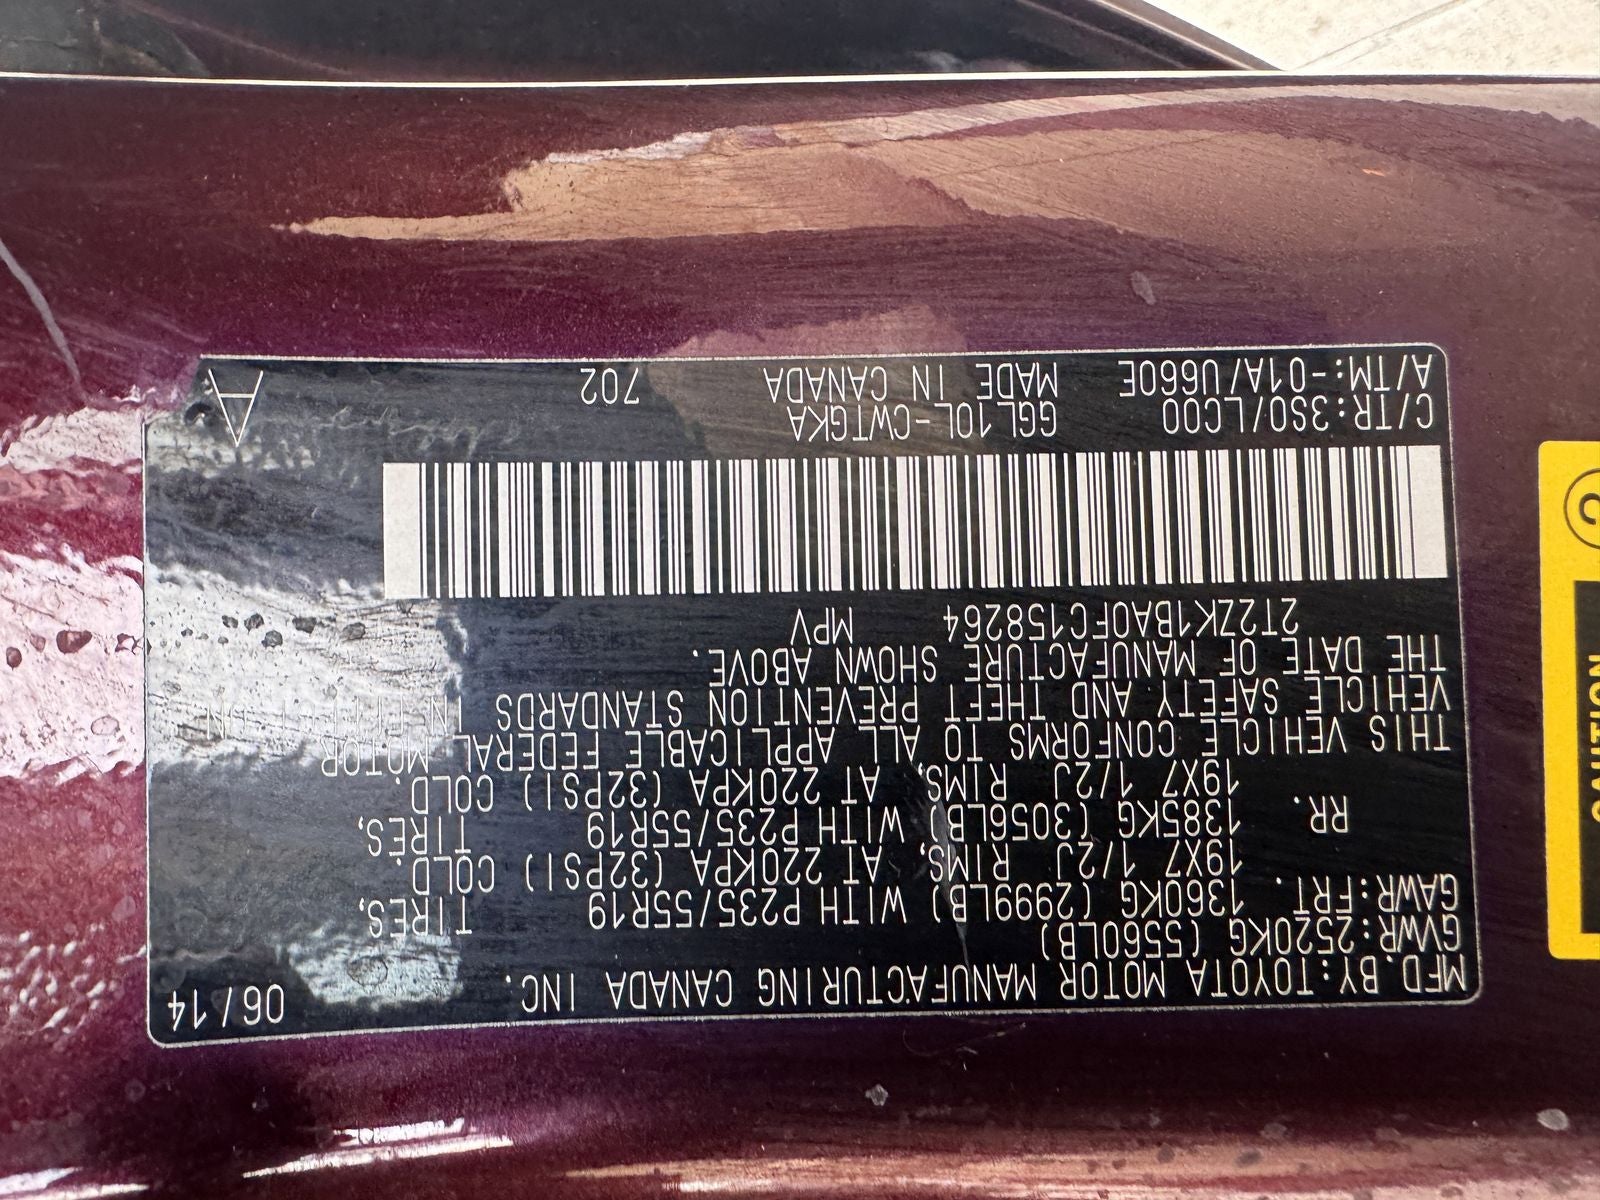 MFD.BY:TOYOTA MOTOR MANUFACTURING CANADA INC. 06/14
GVWR:2520KG (5560LB)
GAWR:FRT. 1360KG (2999LB) WITH P235/55R19 TIRES,
19X7 1/2J RIMS, AT 220KPA (32PSI) COLD.
RR. 1385KG (3056LB) WITH P235/55R19 TIRES,
19X7 1/2J RIMS, AT 220KPA (32PSI) COLD.
THIS VEHICLE CONFORMS TO ALL APPLICABLE FEDERAL MOTOR
VEHICLE SAFETY AND THEFT PREVENTION STANDARDS IN EFFECT ON
THE DATE OF MANUFACTURE SHOWN ABOVE.
2T2ZK1BA0FC158264 MPV
C/TR:3S0/LC00 GGL10L-CWTGKA
A/TM:-01A/U660E MADE IN CANADA 702 A
CAUTION
2